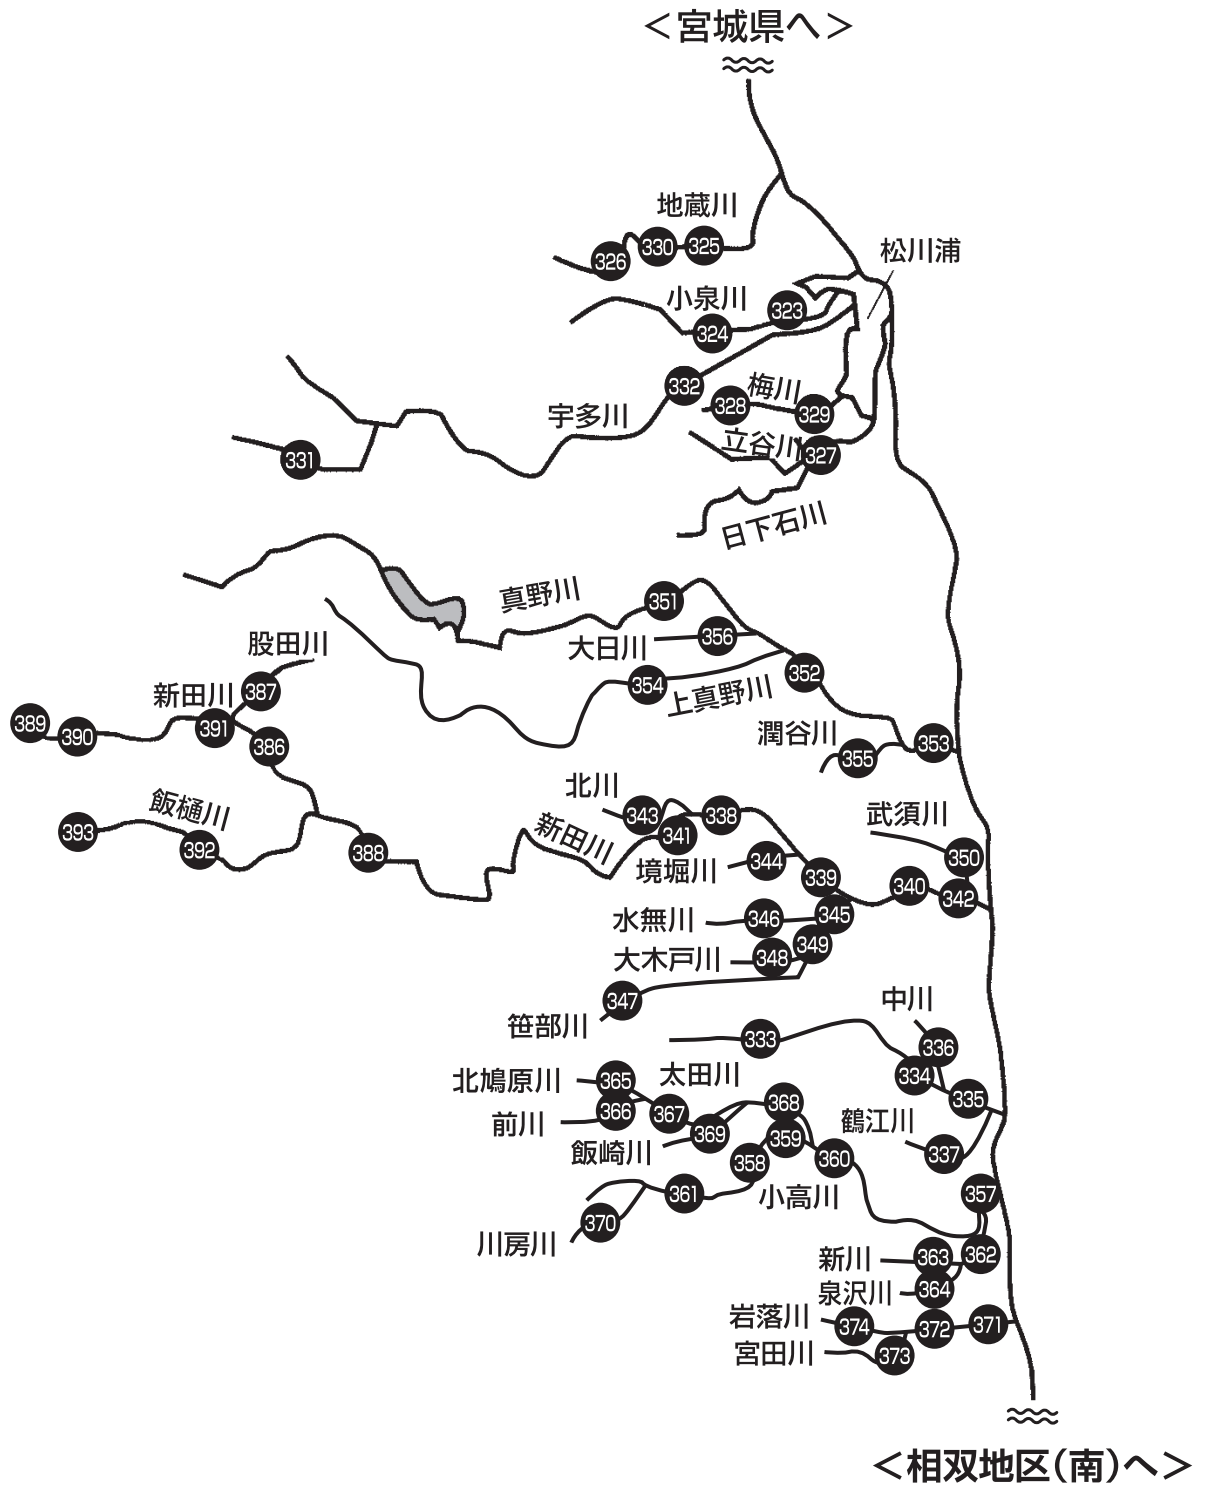 ＜宮城県へ＞
地蔵川
326
330
325
松川浦
小泉川
323
324
332
梅川
328
329
宇多川
331
立谷川
327
日下石川
真野川
351
大日川
356
股田川
387
354
上真野川
352
新田川
389
390
391
386
潤谷川
355
353
北川
343
338
飯樋川
393
392
388
新田川
341
武須川
350
境堀川
344
339
340
342
水無川
346
345
大木戸川
348
349
347
笹部川
中川
333
336
334
335
北鳩原川
365
太田川
前川
366
367
368
鶴江川
337
飯崎川
369
359
358
360
361
小高川
357
370
川房川
新川
363
362
泉沢川
364
岩落川
374
372
371
宮田川
373
＜相双地区(南)へ＞